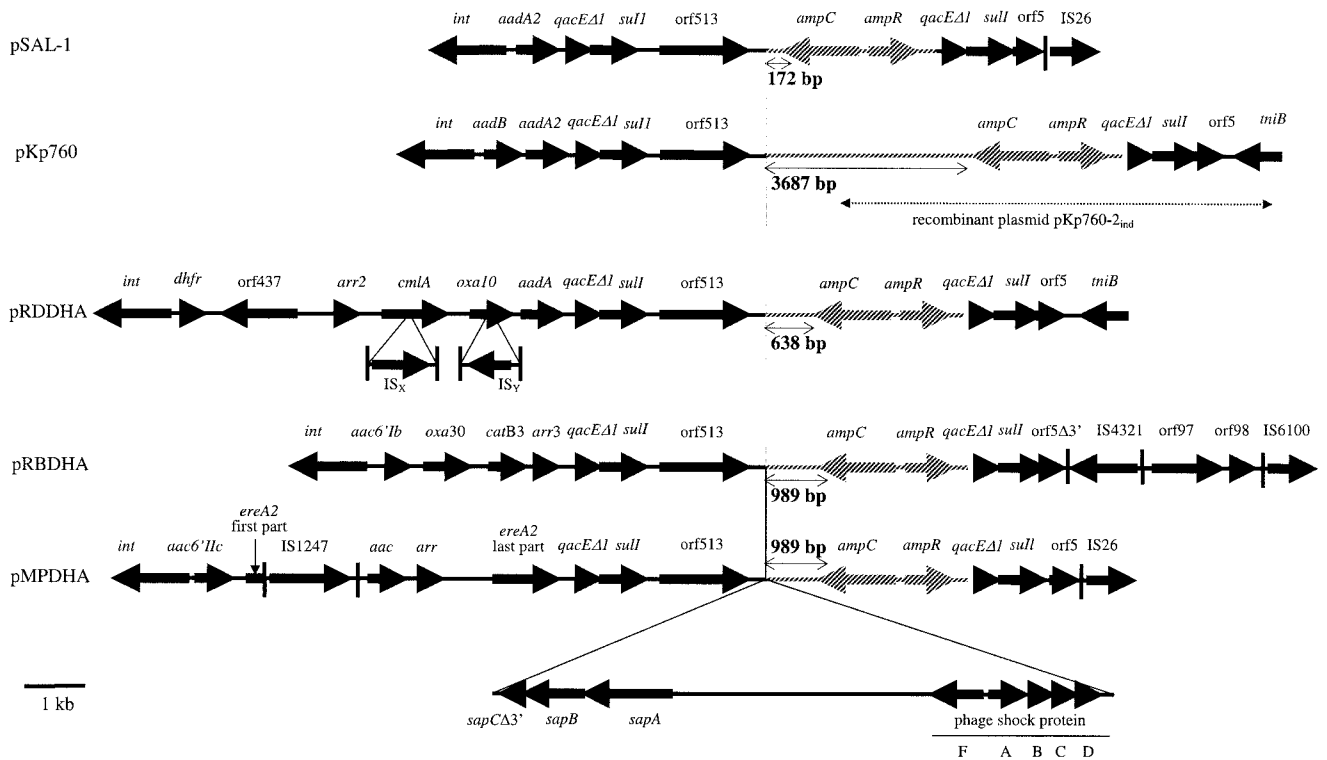 int aadA2 qacEΔ1 sul1 orf513 ampC ampR qacEΔ1 sulI orf5 IS26
pSAL-1
172 bp
int aadB aadA2 qacEΔ1 sul1 orf513 ampC ampR qacEΔ1 sulI orf5 tniB
pKp760
3687 bp
recombinant plasmid pKp760-2ind
int dhfr orf437 arr2 cmlA oxa10 aadA qacEΔ1 sulI orf513 ampC ampR qacEΔ1 sulI orf5 tniB
pRDDHA
638 bp
ISX ISY
int aac6'Ib oxa30 catB3 arr3 qacEΔ1 sulI orf513 ampC ampR qacEΔ1 sulI orf5Δ3' IS4321 orf97 orf98 IS6100
pRBDHA
989 bp
ereA2
first part
ereA2
last part
int aac6'IIc IS1247 aac arr qacEΔ1 sulI orf513 989 bp ampC ampR qacEΔ1 sulI orf5 IS26
pMPDHA
1 kb
sapCΔ3' sapB sapA phage shock protein
F A B C D